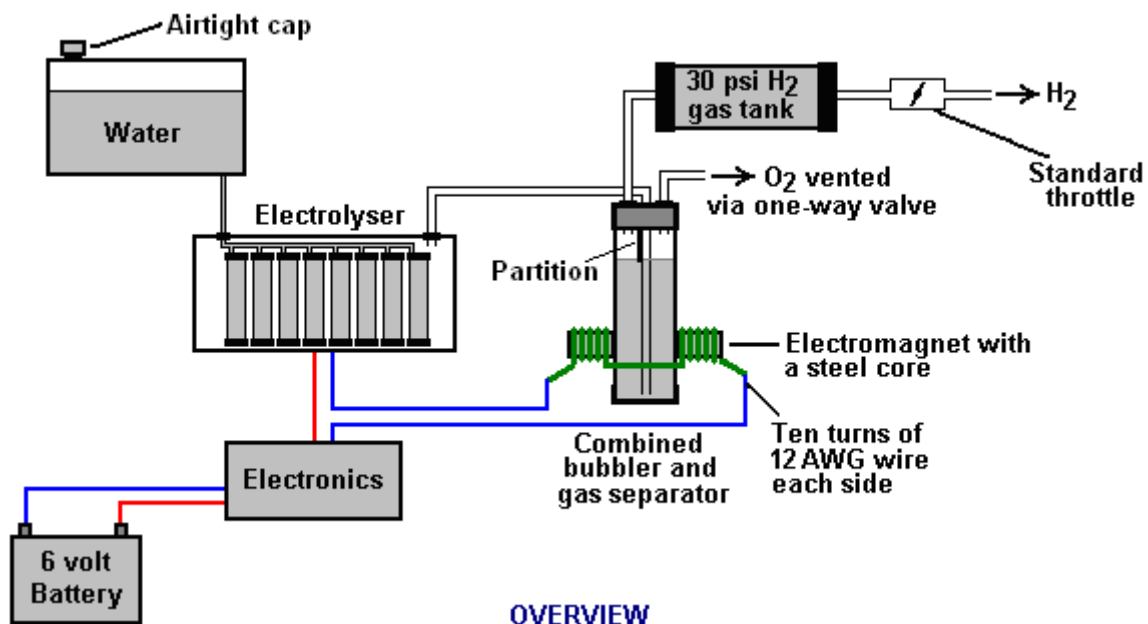 Airtight cap
Water
30 psi H2
gas tank
H2
Standard
throttle
O2 vented
via one-way valve
Electrolyser
Partition
Electromagnet with
a steel core
Combined
bubbler and
gas separator
Ten turns of
12 AWG wire
each side
Electronics
6 volt
Battery
OVERVIEW